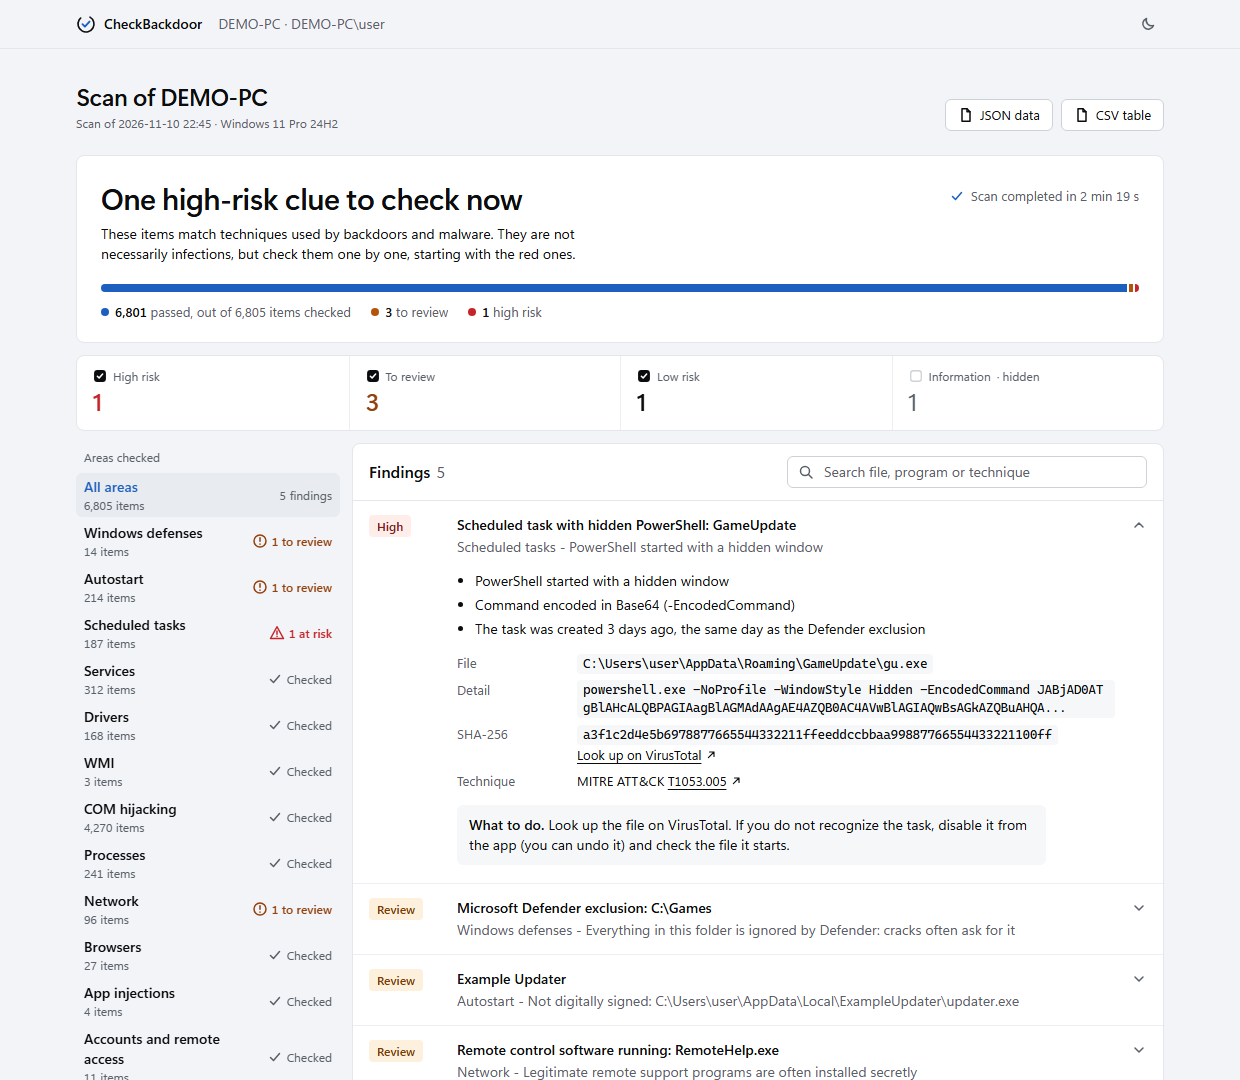 CheckBackdoor DEMO-PC · DEMO-PC\user
Scan of DEMO-PC
Scan of 2026-11-10 22:45 · Windows 11 Pro 24H2
JSON data
CSV table
One high-risk clue to check now
Scan completed in 2 min 19 s
These items match techniques used by backdoors and malware. They are not
necessarily infections, but check them one by one, starting with the red ones.
6,801 passed, out of 6,805 items checked 3 to review 1 high risk
High risk
1
To review
3
Low risk
1
Information · hidden
1
Areas checked
All areas
6,805 items
5 findings
Windows defenses
14 items
1 to review
Autostart
214 items
1 to review
Scheduled tasks
187 items
1 at risk
Services
312 items
Checked
Drivers
168 items
Checked
WMI
3 items
Checked
COM hijacking
4,270 items
Checked
Processes
241 items
Checked
Network
96 items
1 to review
Browsers
27 items
Checked
App injections
4 items
Checked
Accounts and remote
access
11 items
Checked
Findings 5
Search file, program or technique
High
Scheduled task with hidden PowerShell: GameUpdate
Scheduled tasks - PowerShell started with a hidden window
• PowerShell started with a hidden window
• Command encoded in Base64 (-EncodedCommand)
• The task was created 3 days ago, the same day as the Defender exclusion
File C:\Users\user\AppData\Roaming\GameUpdate\gu.exe
Detail powershell.exe -NoProfile -WindowStyle Hidden -EncodedCommand JABjAD0AT
gBlAHcALQBPAGIAagBlAGMAdAAgAE4AZQB0AC4AVwBlAGIAQwBsAGkAZQBuAHQA...
SHA-256 a3f1c2d4e5b6978877665544332211ffeeddccbbaa99887766554433221100ff
Look up on VirusTotal ↗
Technique MITRE ATT&CK T1053.005 ↗
What to do. Look up the file on VirusTotal. If you do not recognize the task, disable it from
the app (you can undo it) and check the file it starts.
Review
Microsoft Defender exclusion: C:\Games
Windows defenses - Everything in this folder is ignored by Defender: cracks often ask for it
Review
Example Updater
Autostart - Not digitally signed: C:\Users\user\AppData\Local\ExampleUpdater\updater.exe
Review
Remote control software running: RemoteHelp.exe
Network - Legitimate remote support programs are often installed secretly